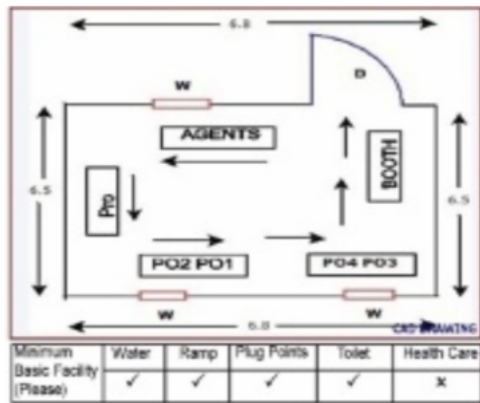 6.8
W
D
AGENTS
BOOTH
6.5
6.5
Pro
PO2 PO1
PO4 PO3
W
W
6.8
CAD DRAWING
Minimum Basic Facility (Please)
Water
Ramp
Plug Points
Toilet
Health Care
✓
✓
✓
✓
x